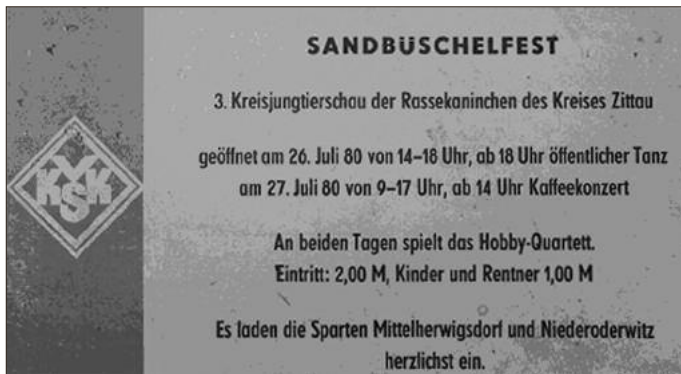 SANDBÜSCHELFEST
3. Kreisjungtierschau der Rassekaninchen des Kreises Zittau
geöffnet am 26. Juli 80 von 14–18 Uhr, ab 18 Uhr öffentlicher Tanz
am 27. Juli 80 von 9–17 Uhr, ab 14 Uhr Kaffeekonzert
VKSK
An beiden Tagen spielt das Hobby-Quartett.
Eintritt: 2,00 M, Kinder und Rentner 1,00 M
Es laden die Sparten Mittelherwigsdorf und Niederoderwitz
herzlichst ein.